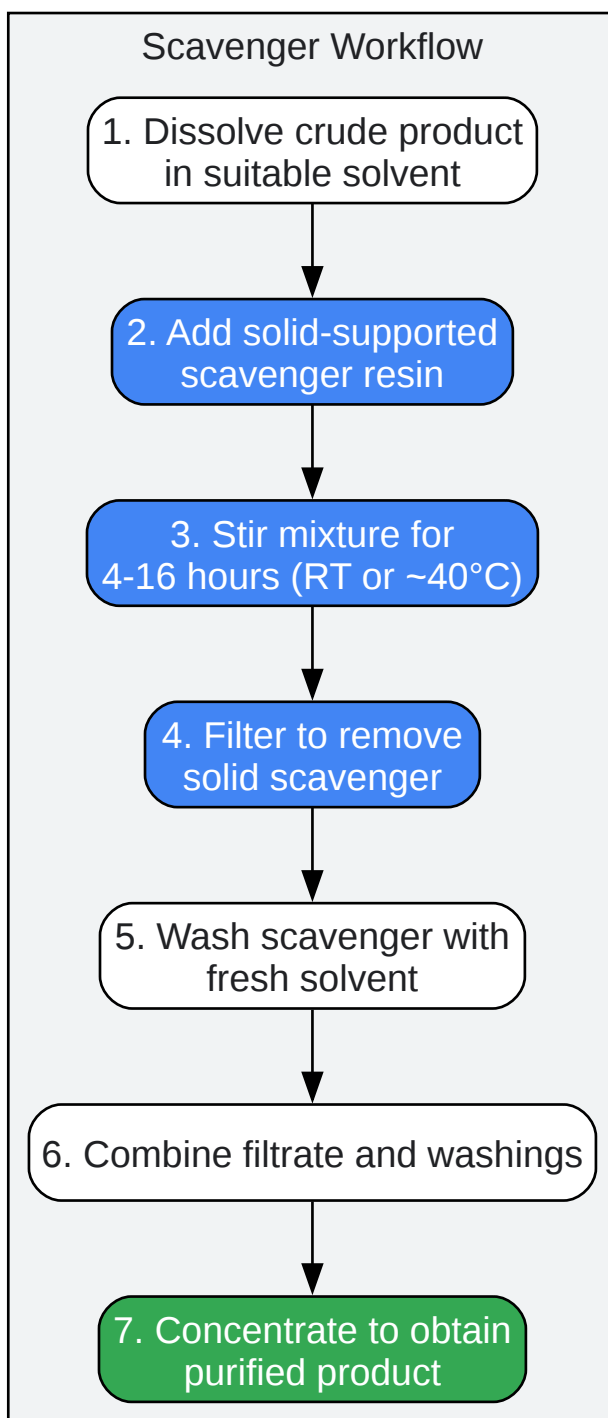 Scavenger Workflow
1. Dissolve crude product
in suitable solvent
2. Add solid-supported
scavenger resin
3. Stir mixture for
4-16 hours (RT or ~40°C)
4. Filter to remove
solid scavenger
5. Wash scavenger with
fresh solvent
6. Combine filtrate and washings
7. Concentrate to obtain
purified product